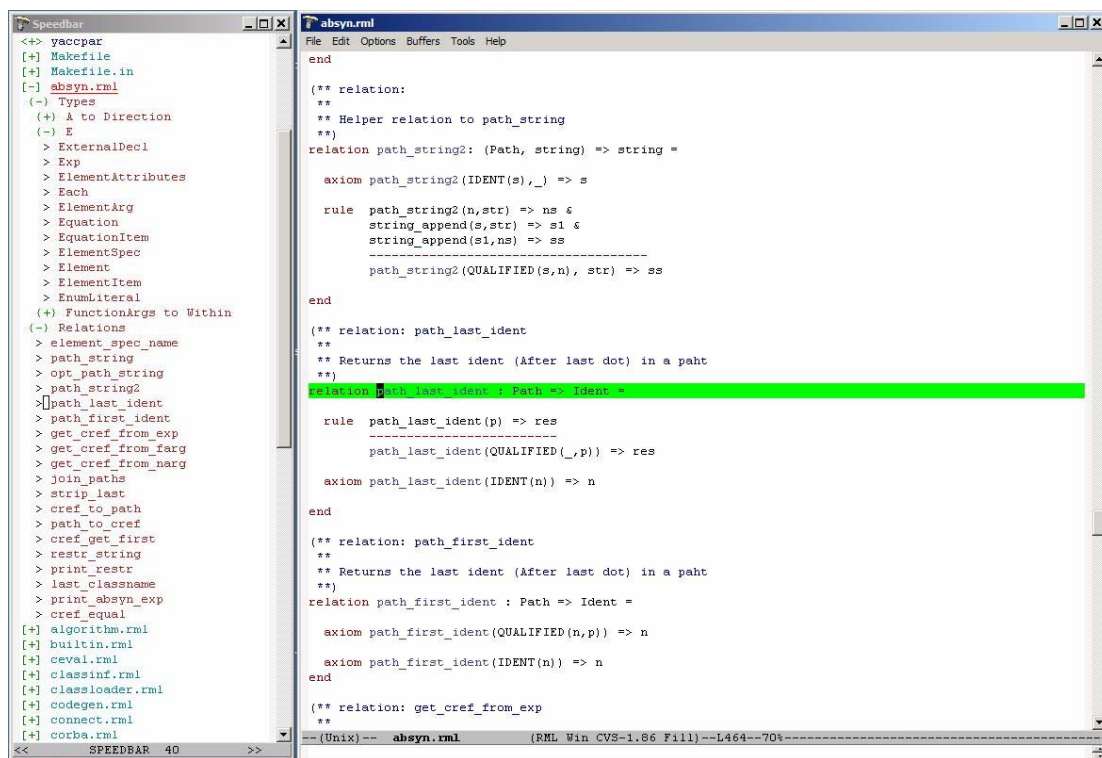 Speedbar
<+> yaccpar
[+] Makefile
[+] Makefile.in
[-] absyn.rml
(-) Types
(+) A to Direction
(-) E
> ExternalDecl
> Exp
> ElementAttributes
> Each
> ElementArg
> Equation
> EquationItem
> ElementSpec
> Element
> ElementItem
> EnumLiteral
(+) FunctionArgs to Within
(-) Relations
> element_spec_name
> path_string
> opt_path_string
> path_string2
> path_last_ident
> path_first_ident
> get_cref_from_exp
> get_cref_from_farg
> get_cref_from_narg
> join_paths
> strip_last
> cref_to_path
> path_to_cref
> cref_get_first
> restr_string
> print_restr
> last_classname
> print_absyn_exp
> cref_equal
[+] algorithm.rml
[+] builtin.rml
[+] ceval.rml
[+] classinf.rml
[+] classloader.rml
[+] codegen.rml
[+] connect.rml
[+] corba.rml
<< SPEEDBAR 40 >>
absyn.rml
File Edit Options Buffers Tools Help
end
(** relation:
**
** Helper relation to path_string
**)
relation path_string2: (Path, string) => string =
axiom path_string2(IDENT(s),_) => s
rule path_string2(n,str) => ns &
string_append(s,str) => s1 &
string_append(s1,ns) => ss
-------------------------------------
path_string2(QUALIFIED(s,n), str) => ss
end
(** relation: path_last_ident
**
** Returns the last ident (After last dot) in a paht
**)
relation path_last_ident : Path => Ident =
rule path_last_ident(p) => res
-------------------------
path_last_ident(QUALIFIED(_,p)) => res
axiom path_last_ident(IDENT(n)) => n
end
(** relation: path_first_ident
**
** Returns the last ident (After last dot) in a paht
**)
relation path_first_ident : Path => Ident =
axiom path_first_ident(QUALIFIED(n,p)) => n
axiom path_first_ident(IDENT(n)) => n
end
(** relation: get_cref_from_exp
**
--(Unix)-- absyn.rml (RML Win CVS-1.86 Fill)--L464--70%------------------------------------------